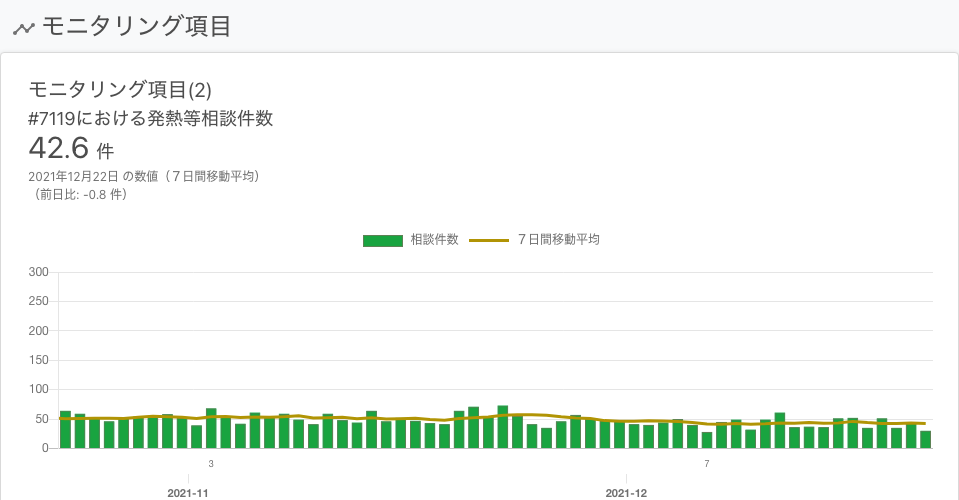 モニタリング項目
モニタリング項目(2)
#7119における発熱等相談件数
42.6 件
2021年12月22日 の数値（７日間移動平均）
（前日比: -0.8 件）
相談件数 ７日間移動平均
300
250
200
150
100
50
0
3 7
2021-11 2021-12